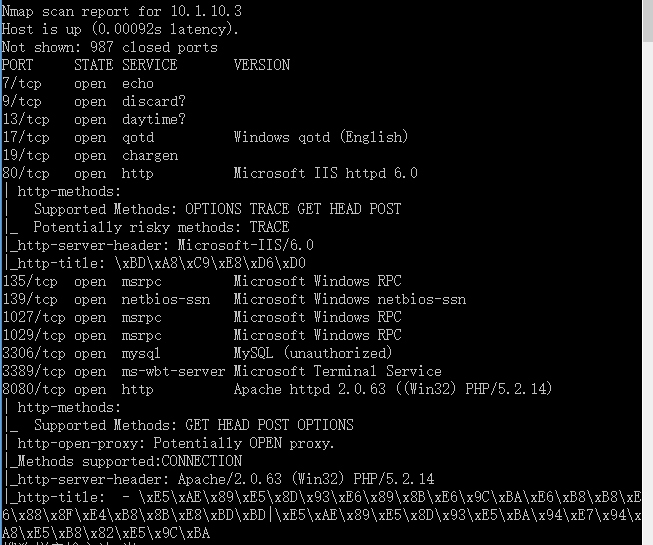 Nmap scan report for 10.1.10.3
Host is up (0.00092s latency).
Not shown: 987 closed ports
PORT     STATE SERVICE       VERSION
7/tcp    open  echo
9/tcp    open  discard?
13/tcp   open  daytime?
17/tcp   open  qotd          Windows qotd (English)
19/tcp   open  chargen
80/tcp   open  http          Microsoft IIS httpd 6.0
| http-methods:
|   Supported Methods: OPTIONS TRACE GET HEAD POST
|_  Potentially risky methods: TRACE
|_http-server-header: Microsoft-IIS/6.0
|_http-title: \xBD\xA8\xC9\xE8\xD6\xD0
135/tcp  open  msrpc         Microsoft Windows RPC
139/tcp  open  netbios-ssn   Microsoft Windows netbios-ssn
1027/tcp open  msrpc         Microsoft Windows RPC
1029/tcp open  msrpc         Microsoft Windows RPC
3306/tcp open  mysql         MySQL (unauthorized)
3389/tcp open  ms-wbt-server Microsoft Terminal Service
8080/tcp open  http          Apache httpd 2.0.63 ((Win32) PHP/5.2.14)
| http-methods:
|_  Supported Methods: GET HEAD POST OPTIONS
| http-open-proxy: Potentially OPEN proxy.
|_Methods supported:CONNECTION
|_http-server-header: Apache/2.0.63 (Win32) PHP/5.2.14
|_http-title:  - \xE5\xAE\x89\xE5\x8D\x93\xE6\x89\x8B\xE6\x9C\xBA\xE6\xB8\xB8\xE
6\x88\x8F\xE4\xB8\x8B\xE8\xBD\xBD|\xE5\xAE\x89\xE5\x8D\x93\xE5\xBA\x94\xE7\x94\x
A8\xE5\xB8\x82\xE5\x9C\xBA